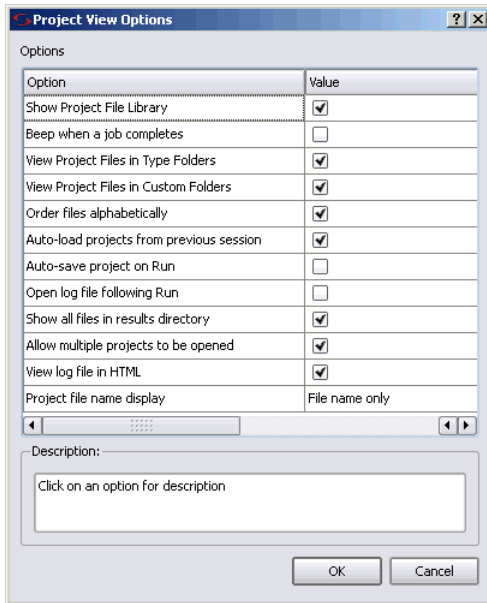 Project View Options
Options
Option Value
Show Project File Library
Beep when a job completes
View Project Files in Type Folders
View Project Files in Custom Folders
Order files alphabetically
Auto-load projects from previous session
Auto-save project on Run
Open log file following Run
Show all files in results directory
Allow multiple projects to be opened
View log file in HTML
Project file name display File name only
Description:
Click on an option for description
OK Cancel